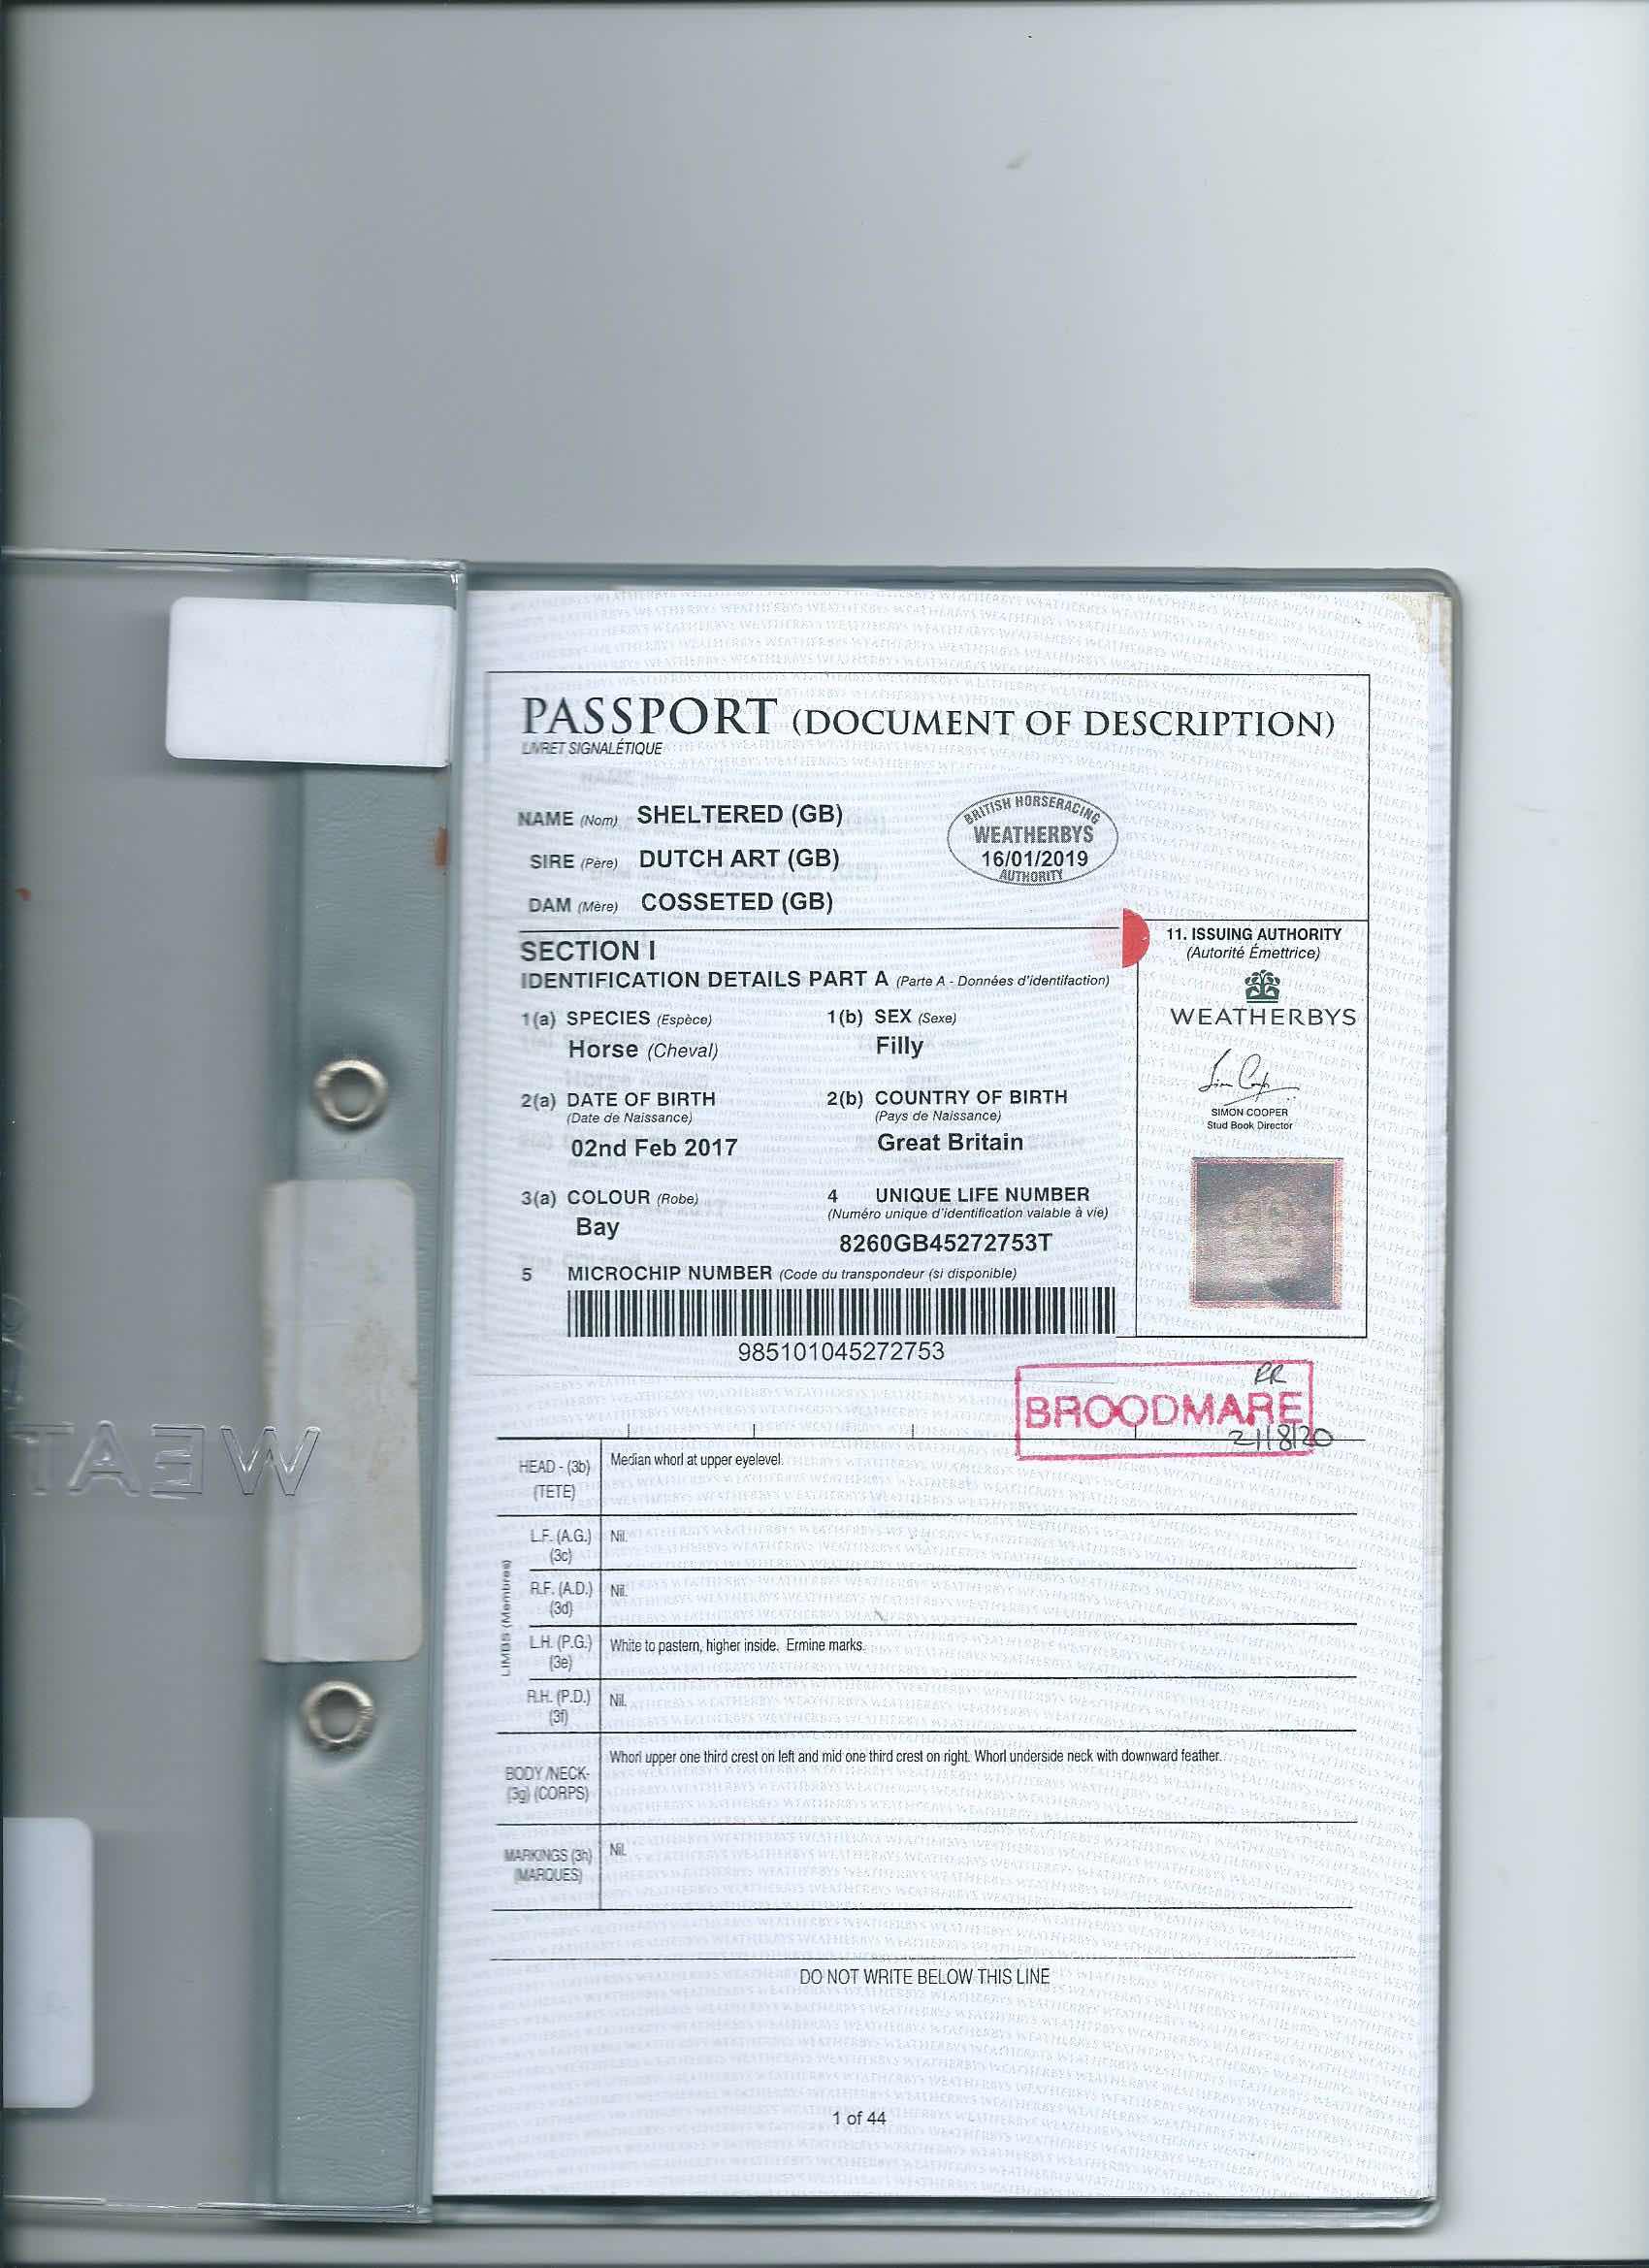 PASSPORT (DOCUMENT OF DESCRIPTION)
LIVRET SIGNALÉTIQUE
NAME (Nom) SHELTERED (GB)
SIRE (Père) DUTCH ART (GB)
DAM (Mère) COSSETED (GB)
BRITISH HORSERACING
WEATHERBYS
16/01/2019
AUTHORITY
SECTION I
IDENTIFICATION DETAILS PART A (Parte A - Données d'identifaction)
1(a) SPECIES (Espèce)
Horse (Cheval)
1(b) SEX (Sexe)
Filly
2(a) DATE OF BIRTH
(Date de Naissance)
02nd Feb 2017
2(b) COUNTRY OF BIRTH
(Pays de Naissance)
Great Britain
3(a) COLOUR (Robe)
Bay
4 UNIQUE LIFE NUMBER
(Numéro unique d'identification valable à vie)
8260GB45272753T
5 MICROCHIP NUMBER (Code du transpondeur (si disponible)
985101045272753
11. ISSUING AUTHORITY
(Autorité Émettrice)
WEATHERBYS
SIMON COOPER
Stud Book Director
RR
BROODMARE
21/8/20
HEAD - (3b)
(TETE)
Median whorl at upper eyelevel.
LIMBS (Membres)
L.F. (A.G.)
(3c)
Nil.
R.F. (A.D.)
(3d)
Nil.
L.H. (P.G.)
(3e)
White to pastern, higher inside. Ermine marks.
R.H. (P.D.)
(3f)
Nil.
BODY/NECK-
(3g) (CORPS)
Whorl upper one third crest on left and mid one third crest on right. Whorl underside neck with downward feather.
MARKINGS (3h)
(MARQUES)
Nil.
DO NOT WRITE BELOW THIS LINE
1 of 44
WEAT